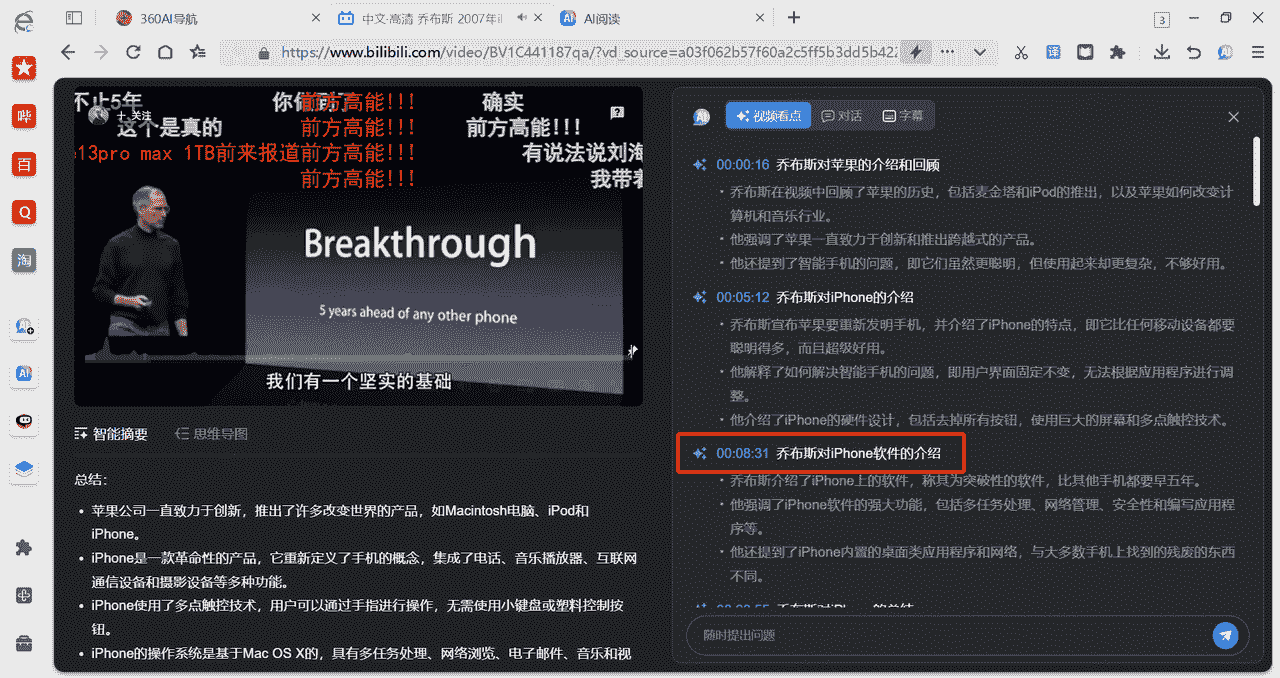 360AI导航
中文·高清 乔布斯 2007年
AI阅读
3
https://www.bilibili.com/video/BV1C441187qa/?vd_source=a03f062b57f60a2c5ff5b3dd5b42
哔
百
Q
淘
译
不止5年
前方高能!!!
确实
+ 关注
这个是真的
前方高能!!!
前方高能!!!
13pro max 1TB前来报道前方高能!!!
有说法说刘海
前方高能!!!
我带着
Breakthrough
5 years ahead of any other phone
我们有一个坚实的基础
智能摘要
思维导图
总结：
• 苹果公司一直致力于创新，推出了许多改变世界的产品，如Macintosh电脑、iPod和
iPhone。
• iPhone是一款革命性的产品，它重新定义了手机的概念，集成了电话、音乐播放器、互联网
通信设备和摄影设备等多种功能。
• iPhone使用了多点触控技术，用户可以通过手指进行操作，无需使用小键盘或塑料控制按
钮。
• iPhone的操作系统是基于Mac OS X的，具有多任务处理、网络浏览、电子邮件、音乐和视
视频看点
对话
字幕
00:00:16 乔布斯对苹果的介绍和回顾
· 乔布斯在视频中回顾了苹果的历史，包括麦金塔和iPod的推出，以及苹果如何改变计
算机和音乐行业。
· 他强调了苹果一直致力于创新和推出跨越式的产品。
· 他还提到了智能手机的问题，即它们虽然更聪明，但使用起来却更复杂，不够好用。
00:05:12 乔布斯对iPhone的介绍
· 乔布斯宣布苹果要重新发明手机，并介绍了iPhone的特点，即它比任何移动设备都要
聪明得多，而且超级好用。
· 他解释了如何解决智能手机的问题，即用户界面固定不变，无法根据应用程序进行调
整。
· 他介绍了iPhone的硬件设计，包括去掉所有按钮，使用巨大的屏幕和多点触控技术。
00:08:31 乔布斯对iPhone软件的介绍
· 乔布斯介绍了iPhone上的软件，称其为突破性的软件，比其他手机都要早五年。
· 他强调了iPhone软件的强大功能，包括多任务处理、网络管理、安全性和编写应用程
序等。
· 他还提到了iPhone内置的桌面类应用程序和网络，与大多数手机上找到的残废的东西
不同。
随时提出问题